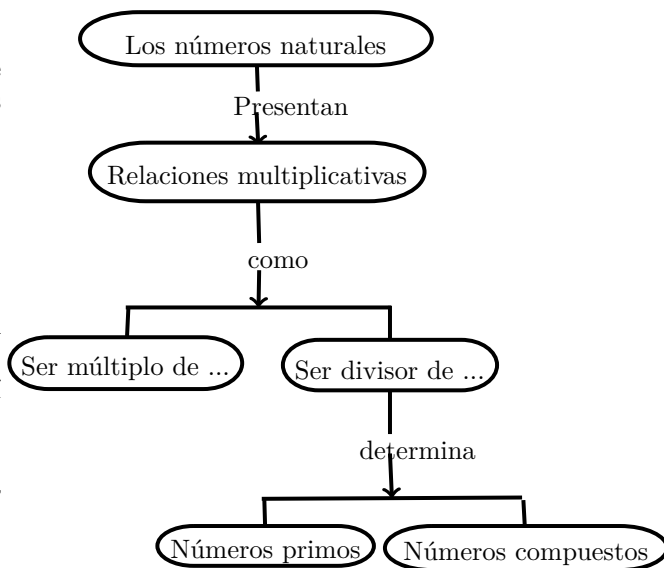 Los números naturales
Presentan
Relaciones multiplicativas
como
Ser múltiplo de ...
Ser divisor de ...
determina
Números primos
Números compuestos